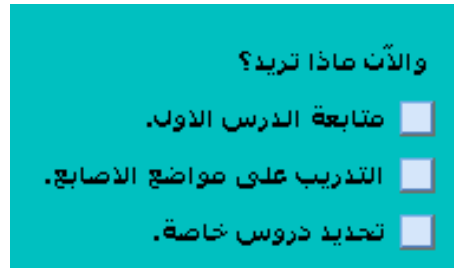 والآن ماذا تريد؟
متابعة الدرس الاول.
التدريب على مواضع الاصابع.
تحديد دروس خاصة.